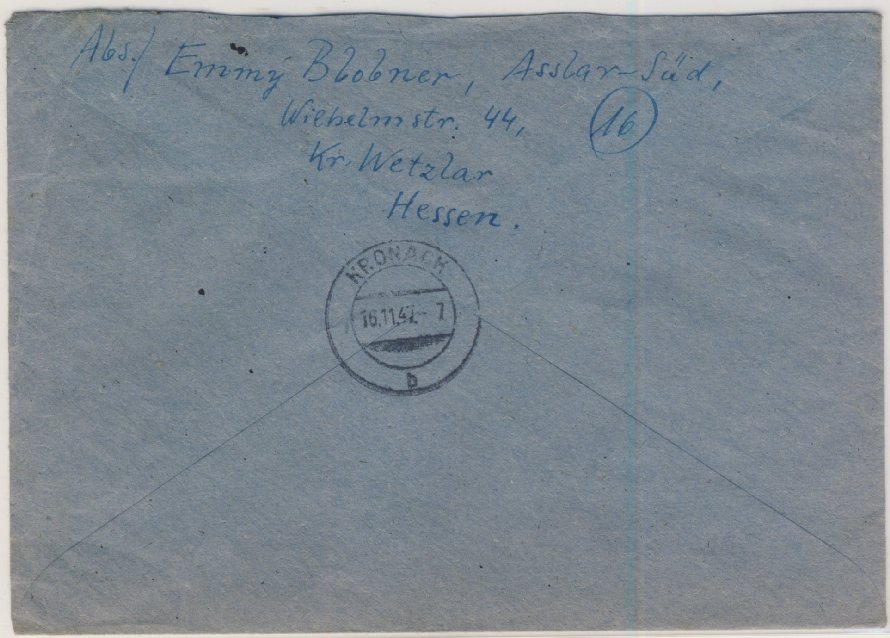 Abs./ Emmy Blobner, Asslar-Süd,
Wilhelmstr. 44, 16
Kr. Wetzlar
Hessen.
KRONACH
16.11.47.- 7
b